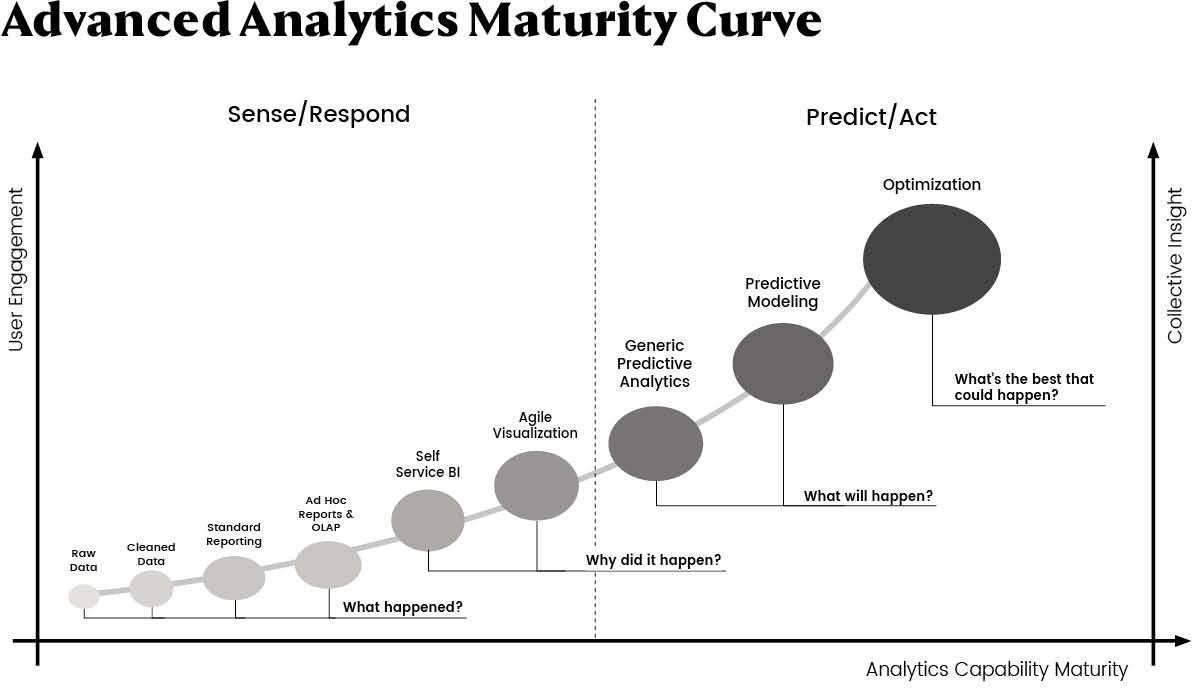 Advanced Analytics Maturity Curve
Sense/Respond
Predict/Act
User Engagement
Collective Insight
Raw
Data
Cleaned
Data
Standard
Reporting
Ad Hoc
Reports &
OLAP
What happened?
Self
Service BI
Agile
Visualization
Why did it happen?
Generic
Predictive
Analytics
Predictive
Modeling
What will happen?
Optimization
What's the best that
could happen?
Analytics Capability Maturity